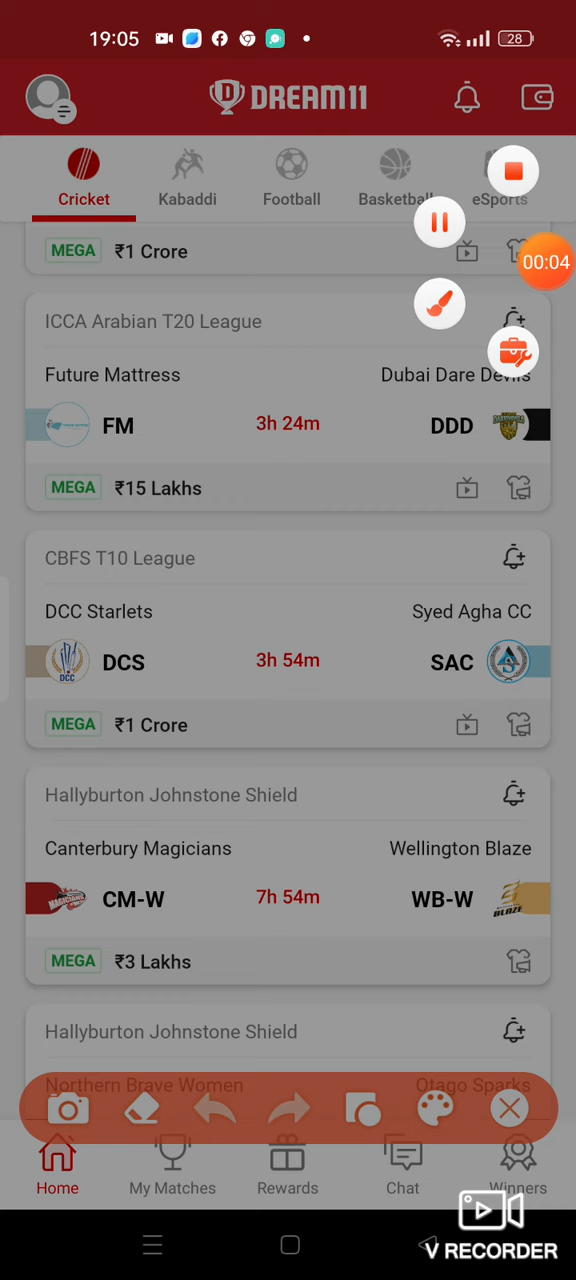 19:05
28
DREAM11
Cricket
Kabaddi
Football
Basketball
eSports
MEGA ₹1 Crore
00:04
ICCA Arabian T20 League
Future Mattress
Dubai Dare Devils
FM
3h 24m
DDD
MEGA ₹15 Lakhs
CBFS T10 League
DCC Starlets
Syed Agha CC
DCC
DCS
3h 54m
SAC
MEGA ₹1 Crore
Hallyburton Johnstone Shield
Canterbury Magicians
Wellington Blaze
MAGICIANS
CM-W
7h 54m
WB-W
BLAZE
MEGA ₹3 Lakhs
Hallyburton Johnstone Shield
Northern Brave Women
Otago Sparks
Home
My Matches
Rewards
Chat
Winners
V RECORDER